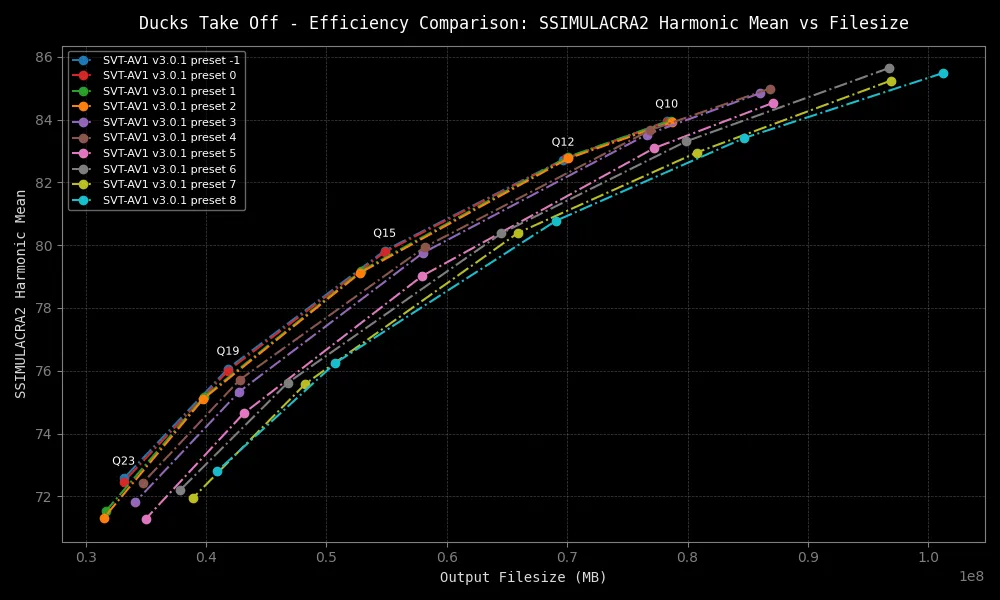 Ducks Take Off - Efficiency Comparison: SSIMULACRA2 Harmonic Mean vs Filesize
SVT-AV1 v3.0.1 preset -1
SVT-AV1 v3.0.1 preset 0
SVT-AV1 v3.0.1 preset 1
SVT-AV1 v3.0.1 preset 2
SVT-AV1 v3.0.1 preset 3
SVT-AV1 v3.0.1 preset 4
SVT-AV1 v3.0.1 preset 5
SVT-AV1 v3.0.1 preset 6
SVT-AV1 v3.0.1 preset 7
SVT-AV1 v3.0.1 preset 8
Q10
Q12
Q15
Q19
Q23
SSIMULACRA2 Harmonic Mean
86
84
82
80
78
76
74
72
0.3 0.4 0.5 0.6 0.7 0.8 0.9 1.0
1e8
Output Filesize (MB)